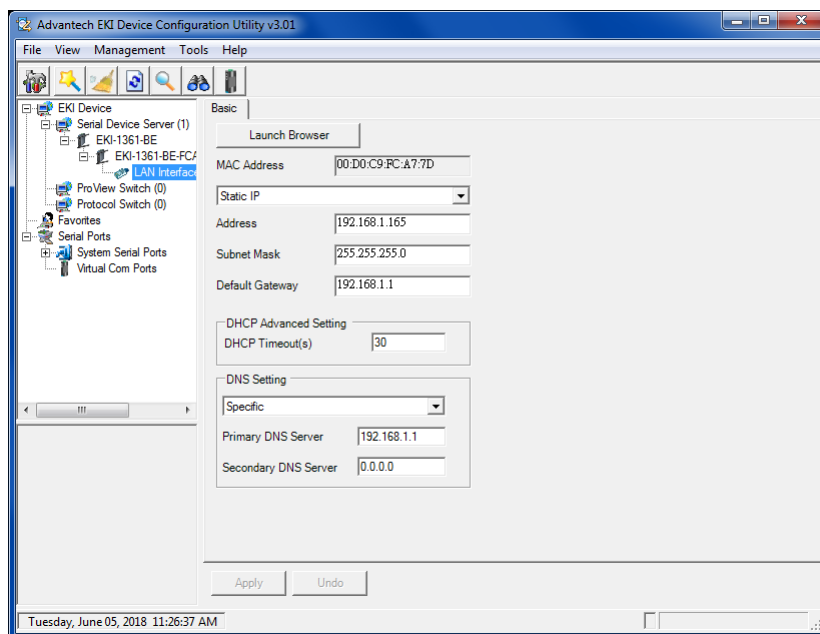 Advantech EKI Device Configuration Utility v3.01
File View Management Tools Help
EKI Device
Serial Device Server (1)
EKI-1361-BE
EKI-1361-BE-FCA
LAN Interface
ProView Switch (0)
Protocol Switch (0)
Favorites
Serial Ports
System Serial Ports
Virtual Com Ports
Basic
Launch Browser
MAC Address 00:D0:C9:FC:A7:7D
Static IP
Address 192.168.1.165
Subnet Mask 255.255.255.0
Default Gateway 192.168.1.1
DHCP Advanced Setting
DHCP Timeout(s) 30
DNS Setting
Specific
Primary DNS Server 192.168.1.1
Secondary DNS Server 0.0.0.0
Apply Undo
Tuesday, June 05, 2018 11:26:37 AM